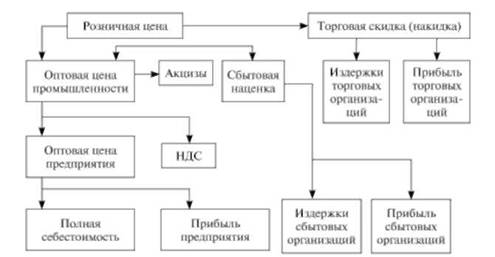 Розничная цена
Торговая скидка (накидка)
Оптовая цена
промышленности
Акцизы
Сбытовая
наценка
Издержки
торговых
организа-
ций
Прибыль
торговых
организа-
ций
Оптовая цена
предприятия
НДС
Полная
себестоимость
Прибыль
предприятия
Издержки
сбытовых
организаций
Прибыль
сбытовых
организаций